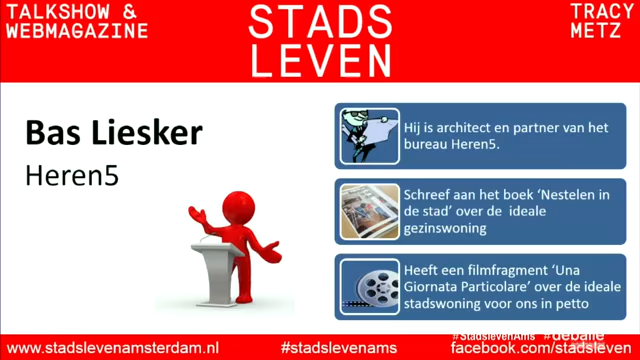 TALKSHOW &
WEBMAGAZINE
STADS
LEVEN
TRACY
METZ
Bas Liesker
Heren5
Hij is architect en partner van het
bureau Heren5.
Schreef aan het boek ‘Nestelen in
de stad’ over de ideale
gezinswoning
Heeft een filmfragment ‘Una
Giornata Particolare’ over de ideale
stadswoning voor ons in petto
#StadslevenAms #deballe
www.stadslevenamsterdam.nl
#stadslevenams
facebook.com/stadsleven